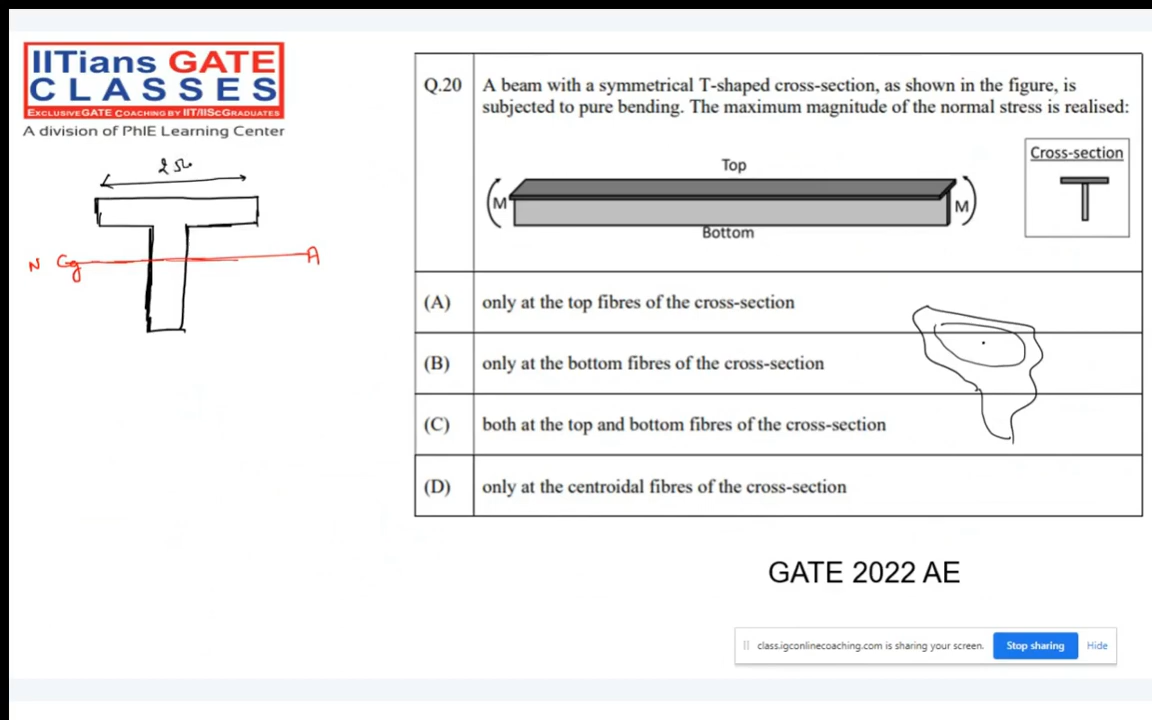 IITians GATE
CLASSES
EXCLUSIVE GATE COACHING BY IIT/IISc GRADUATES
A division of PhIE Learning Center
N Cg A
Q.20 A beam with a symmetrical T-shaped cross-section, as shown in the figure, is
subjected to pure bending. The maximum magnitude of the normal stress is realised:
Cross-section
Top
M
M
Bottom
(A) only at the top fibres of the cross-section
(B) only at the bottom fibres of the cross-section
(C) both at the top and bottom fibres of the cross-section
(D) only at the centroidal fibres of the cross-section
GATE 2022 AE
class.igconlinecoaching.com is sharing your screen. Stop sharing Hide